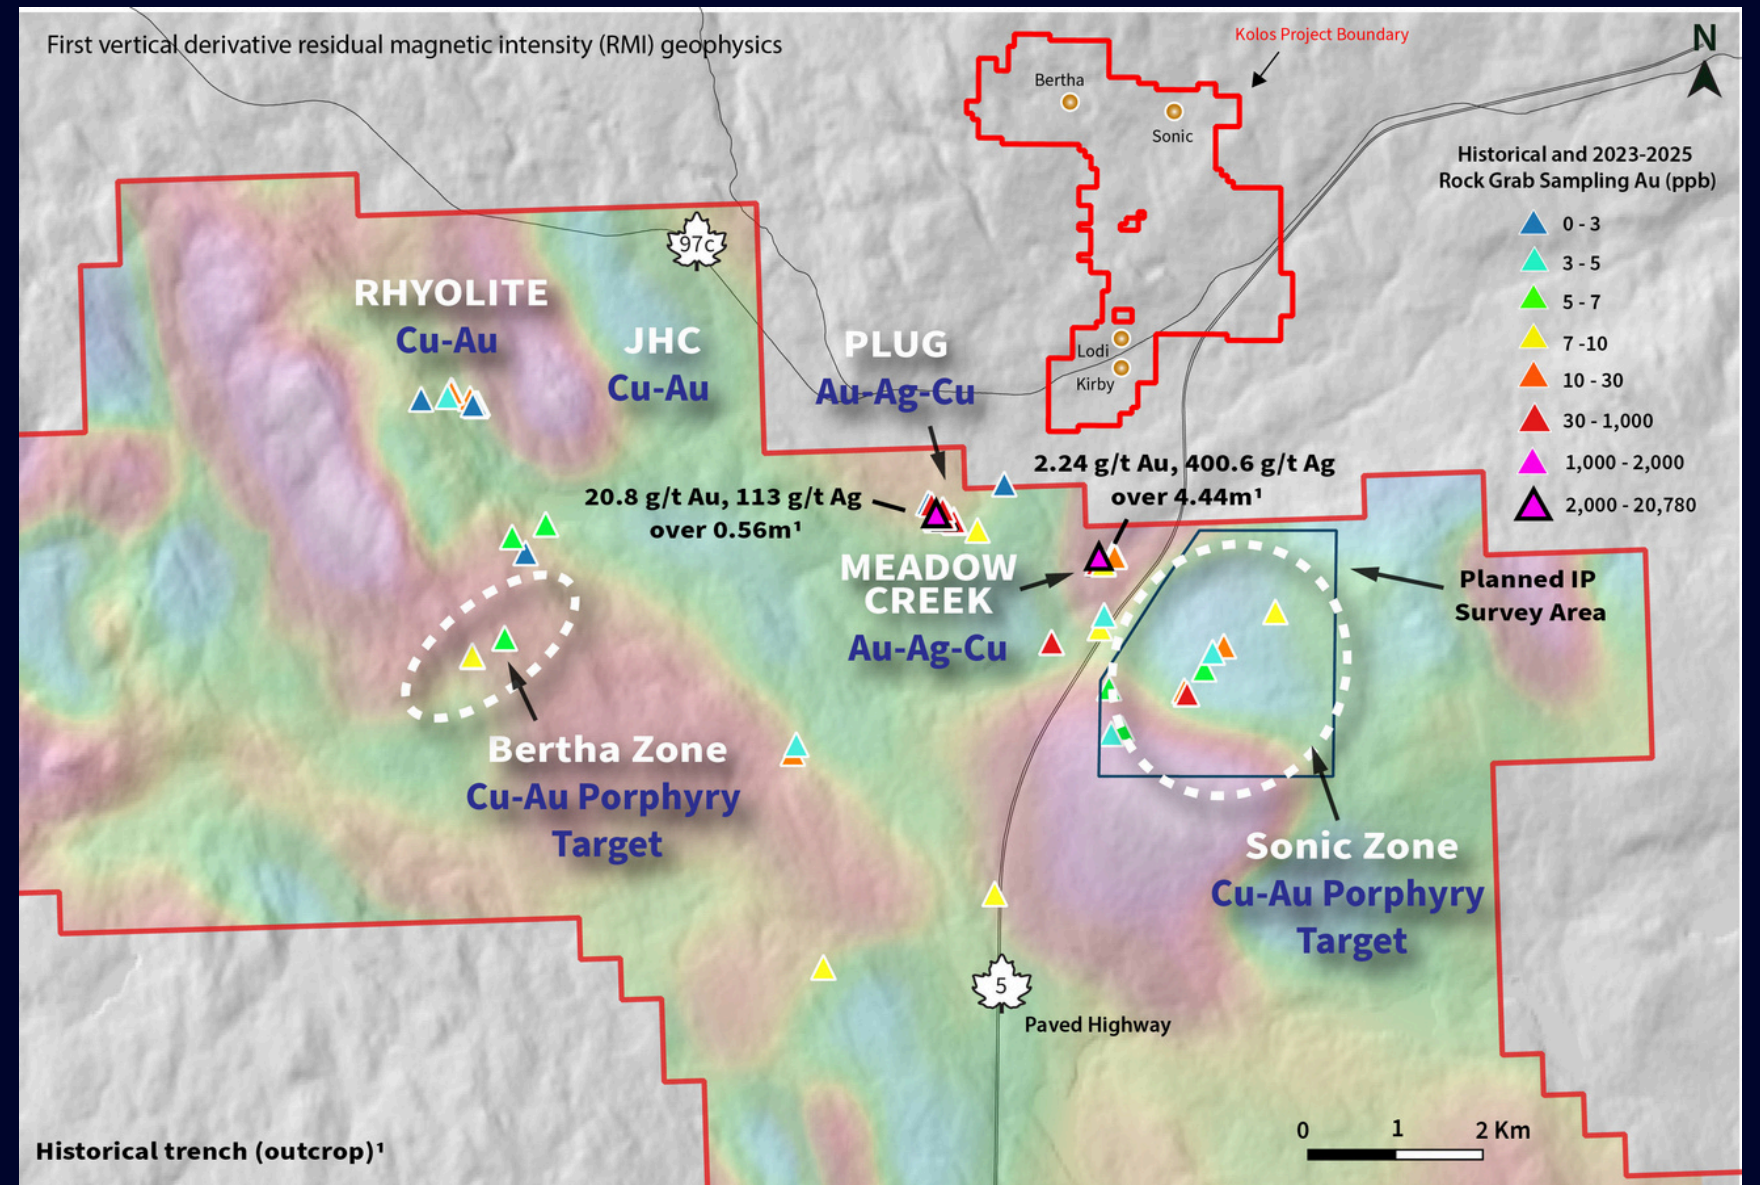 First vertical derivative residual magnetic intensity (RMI) geophysics
Kolos Project Boundary
N
Bertha
Sonic
Lodi
Kirby
Historical and 2023-2025
Rock Grab Sampling Au (ppb)
0 - 3
3 - 5
5 - 7
7 -10
10 - 30
30 - 1,000
1,000 - 2,000
2,000 - 20,780
97c
RHYOLITE
Cu-Au
JHC
Cu-Au
PLUG
Au-Ag-Cu
2.24 g/t Au, 400.6 g/t Ag
over 4.44m¹
20.8 g/t Au, 113 g/t Ag
over 0.56m¹
MEADOW
CREEK
Au-Ag-Cu
Planned IP
Survey Area
Bertha Zone
Cu-Au Porphyry
Target
Sonic Zone
Cu-Au Porphyry
Target
5
Paved Highway
0 1 2 Km
Historical trench (outcrop)¹